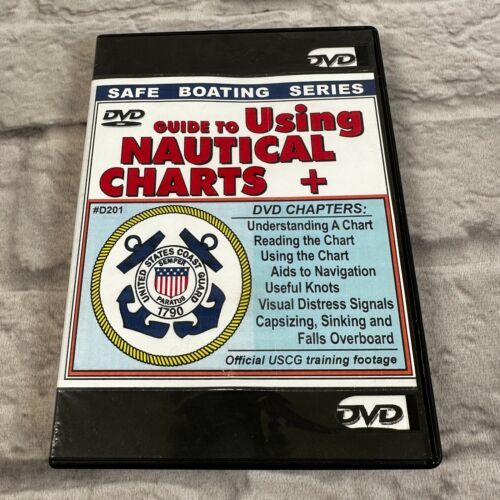 DVD
SAFE BOATING SERIES
DVD
GUIDE TO Using
NAUTICAL
CHARTS +
#D201
UNITED STATES COAST GUARD
SEMPER
PARATUS
1790
DVD CHAPTERS:
Understanding A Chart
Reading the Chart
Using the Chart
Aids to Navigation
Useful Knots
Visual Distress Signals
Capsizing, Sinking and
Falls Overboard
Official USCG training footage
DVD